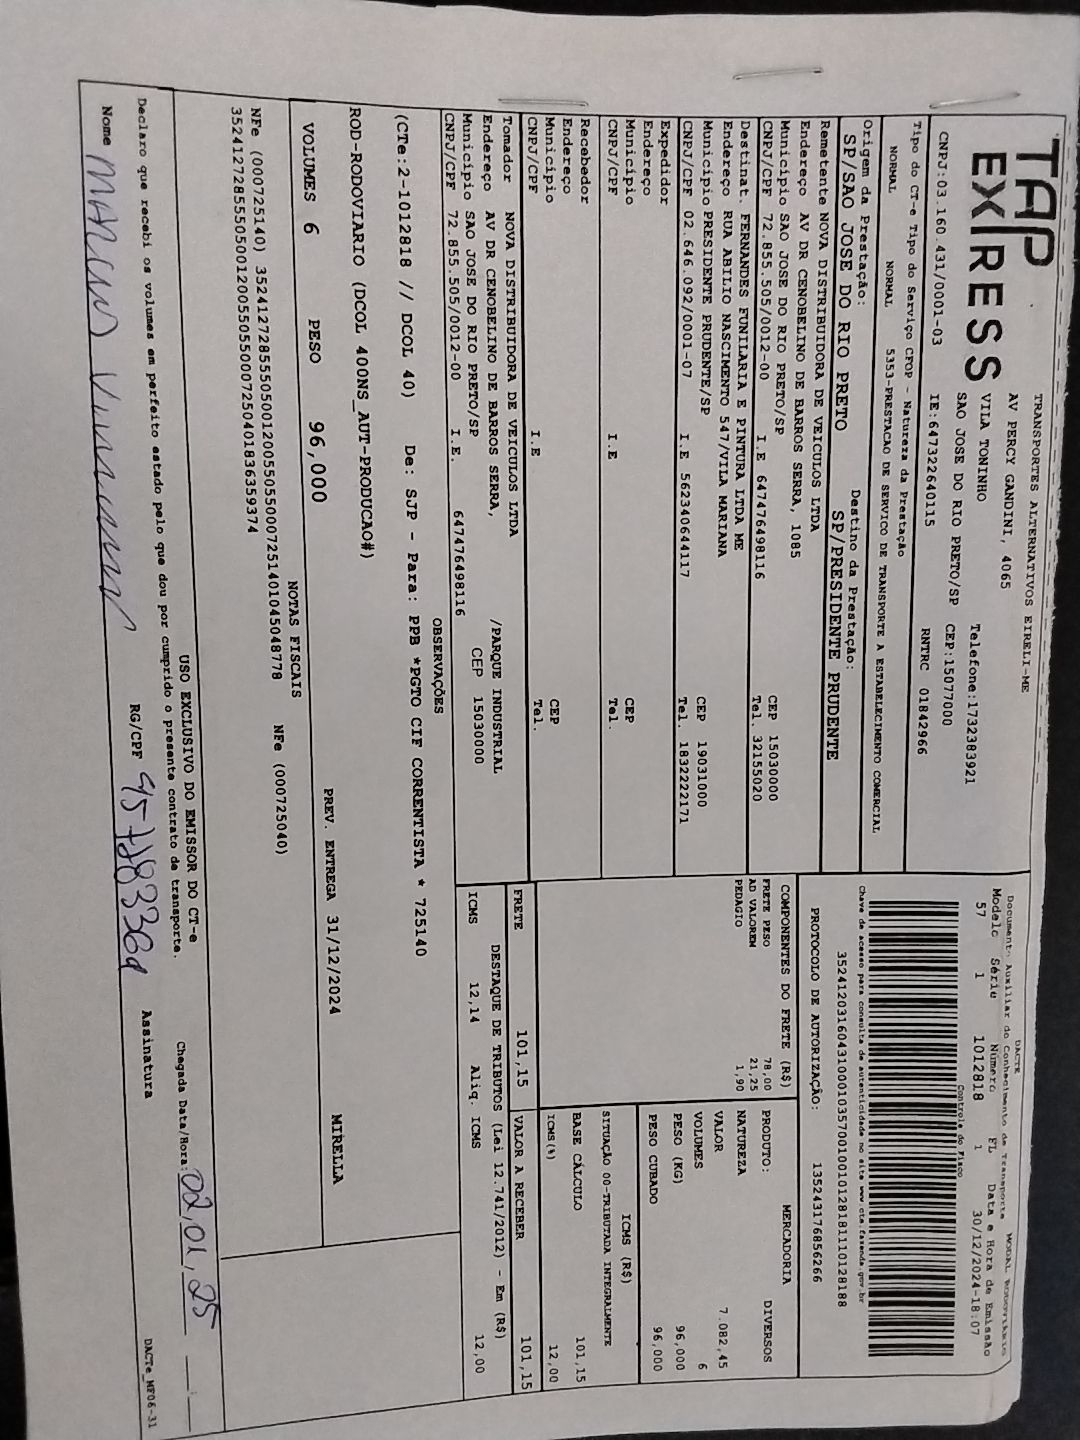 TAP
EXPRESS
TRANSPORTES ALTERNATIVOS EIRELI-ME
AV PERCY GANDINI, 4065
VILA TONINHO
Telefone:1732383921
SAO JOSE DO RIO PRETO/SP CEP:15077000
CNPJ:03.160.431/0001-03 IE:647322640115 RNTRC 01842966
Tipo do CT-e Tipo do Serviço CFOP - Natureza da Prestação
NORMAL NORMAL 5353-PRESTACAO DE SERVICO DE TRANSPORTE A ESTABELECIMENTO COMERCIAL
Origem da Prestação: Destino da Prestação:
SP/SAO JOSE DO RIO PRETO SP/PRESIDENTE PRUDENTE
Remetente NOVA DISTRIBUIDORA DE VEICULOS LTDA
Endereço AV DR CENOBELINO DE BARROS SERRA, 1085
Município SAO JOSE DO RIO PRETO/SP CEP 15030000
CNPJ/CPF 72.855.505/0012-00 I.E 647476498116 Tel. 32155020
Destinat. FERNANDES FUNILARIA E PINTURA LTDA ME
Endereço RUA ABILIO NASCIMENTO 547/VILA MARIANA
Município PRESIDENTE PRUDENTE/SP CEP 19031000
CNPJ/CPF 02.646.092/0001-07 I.E 562340644117 Tel. 1832222171
Expedidor
Endereço
Município CEP
CNPJ/CPF I.E Tel.
Recebedor
Endereço
Município CEP
CNPJ/CPF I.E Tel.
Tomador NOVA DISTRIBUIDORA DE VEICULOS LTDA
Endereço AV DR CENOBELINO DE BARROS SERRA, /PARQUE INDUSTRIAL
Município SAO JOSE DO RIO PRETO/SP CEP 15030000
CNPJ/CPF 72.855.505/0012-00 I.E. 647476498116
DACTE MODAL RODOVIÁRIO
Documento Auxiliar do Conhecimento de Transporte
Modelo Série Número FL Data e Hora de Emissão
57 1 1012818 1 30/12/2024-18:07
Controle do Fisco
Chave de acesso para consulta de autenticidade no site www.cte.fazenda.gov.br
35241203160431000103570010010128181110128188
PROTOCOLO DE AUTORIZAÇÃO: 135243176856266
COMPONENTES DO FRETE (R$)
FRETE PESO 78,00
AD VALOREM 21,25
PEDAGIO 1,90
MERCADORIA
PRODUTO: DIVERSOS
NATUREZA
VALOR 7.082,45
VOLUMES 6
PESO (KG) 96,000
PESO CUBADO 96,000
ICMS (R$)
SITUAÇÃO 00-TRIBUTADA INTEGRALMENTE
BASE CÁLCULO 101,15
ICMS(%) 12,00
FRETE 101,15 VALOR A RECEBER 101,15
DESTAQUE DE TRIBUTOS (Lei 12.741/2012) - Em (R$)
ICMS 12,14 Aliq. ICMS 12,00
OBSERVAÇÕES
(CTe:2-1012818 // DCOL 40) De: SJP - Para: PPB *PGTO CIF CORRENTISTA * 725140
ROD-RODOVIARIO (DCOL 400NS_AUT-PRODUCAO#)
VOLUMES 6 PESO 96,000 PREV. ENTREGA 31/12/2024 MIRELLA
NOTAS FISCAIS
NFe (000725140) 35241272855505001200550550007251401045048778 NFe (000725040)
35241272855505001200550550007250401836359374
USO EXCLUSIVO DO EMISSOR DO CT-e
Declaro que recebi os volumes em perfeito estado pelo que dou por cumprido o presente contrato de transporte.
Chegada Data/Hora: 02,01,25 __:__
Nome RG/CPF Assinatura
DACTe_MF06-31